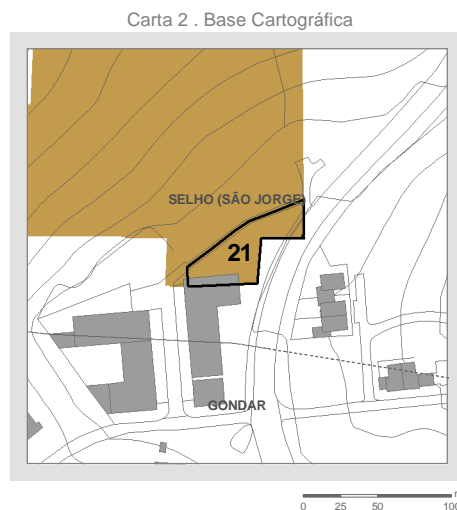 Carta 2 . Base Cartográfica
SELHO (SÃO JORGE)
21
GONDAR
m
0 25 50 100